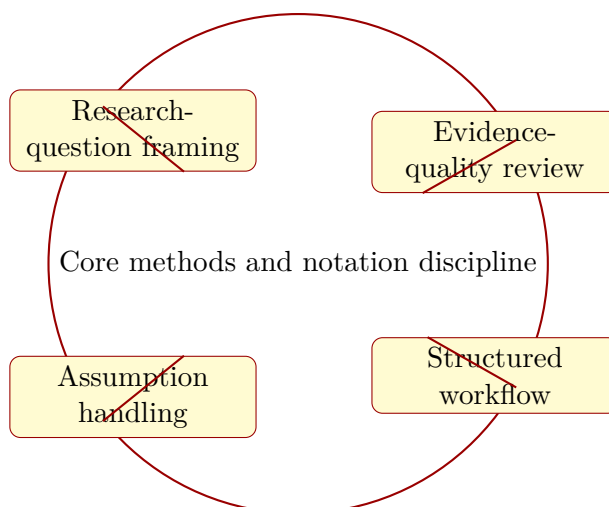 Research-
question framing
Evidence-
quality review
Core methods and notation discipline
Assumption
handling
Structured
workflow